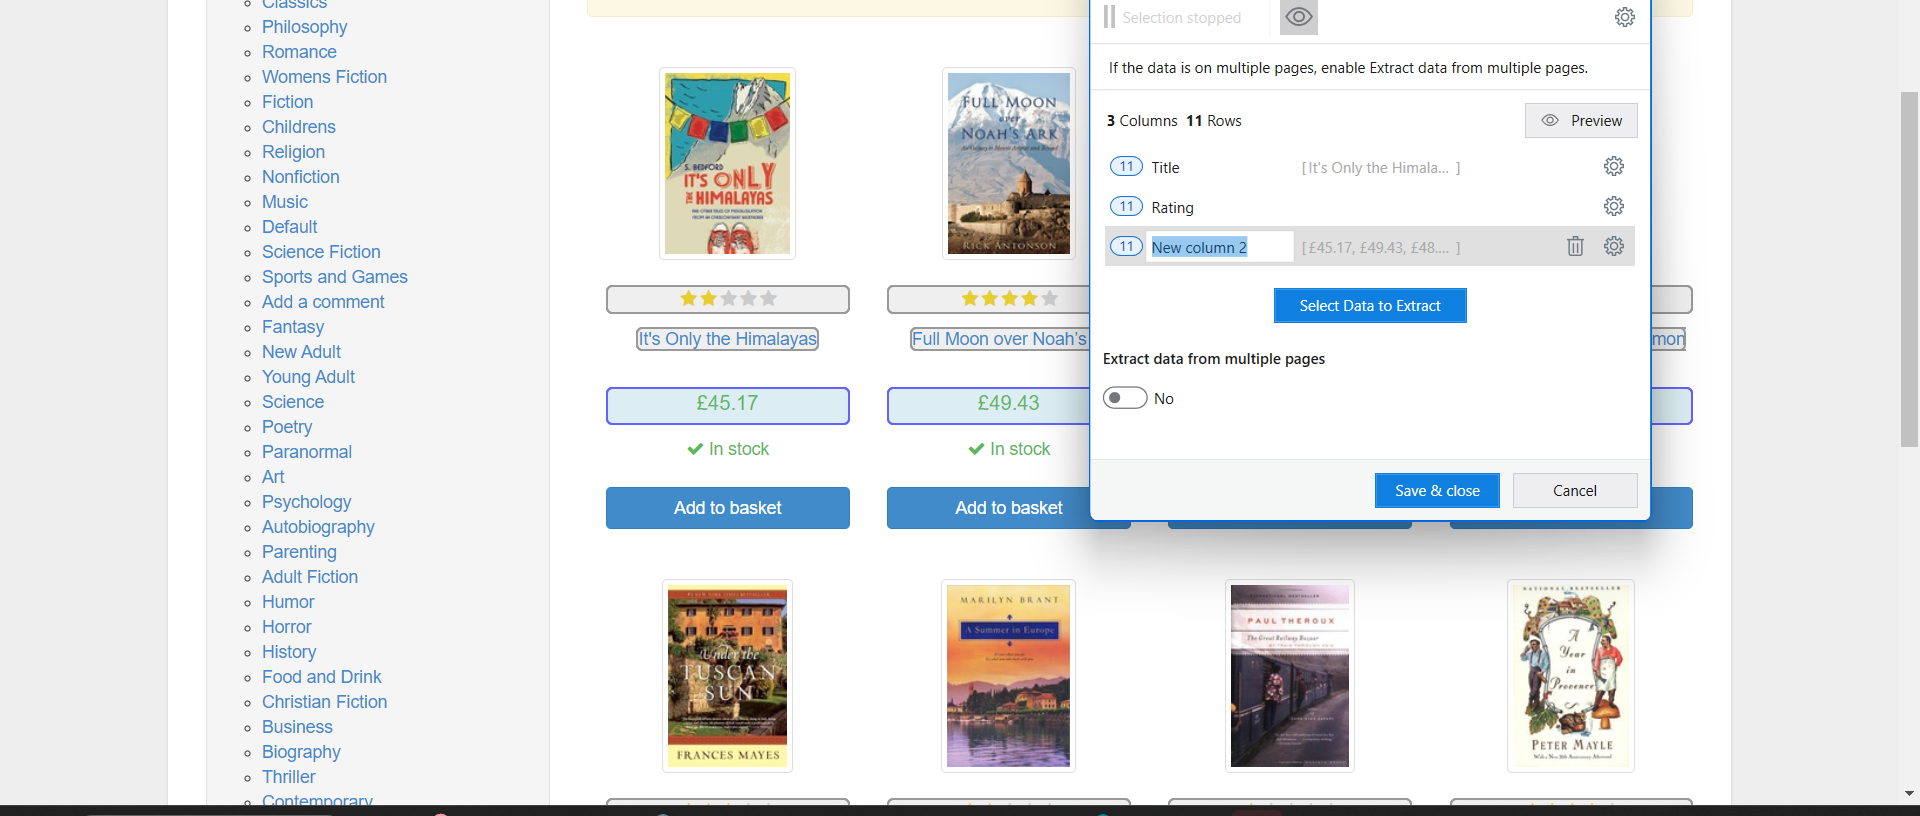 Classics
Philosophy
Romance
Womens Fiction
Fiction
Childrens
Religion
Nonfiction
Music
Default
Science Fiction
Sports and Games
Add a comment
Fantasy
New Adult
Young Adult
Science
Poetry
Paranormal
Art
Psychology
Autobiography
Parenting
Adult Fiction
Humor
Horror
History
Food and Drink
Christian Fiction
Business
Biography
Thriller
Contemporary
S. BEDFORD
IT'S ONLY
THE HIMALAYAS
It's Only the Himalayas
£45.17
In stock
Add to basket
FULL MOON
over
NOAH'S ARK
RICK ANTONSON
Full Moon over Noah's
£49.43
In stock
Add to basket
mon
Selection stopped
If the data is on multiple pages, enable Extract data from multiple pages.
3 Columns 11 Rows
Preview
11 Title [ It's Only the Himala... ]
11 Rating
11 New column 2 [ £45.17, £49.43, £48.... ]
Select Data to Extract
Extract data from multiple pages
No
Save & close
Cancel
Under the
TUSCAN
SUN
FRANCES MAYES
MARILYN BRANT
A Summer in Europe
PAUL THEROUX
The Great Railway Bazaar
NATIONAL BESTSELLER
A
Year
in
Provence
PETER MAYLE